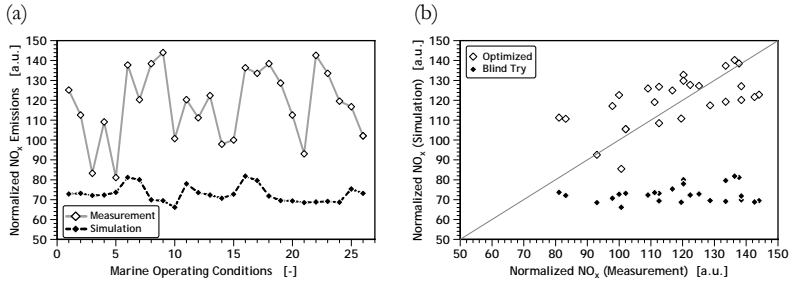 (a)
150
140
130
120
110
100
90
80
70
60
50
Normalized NOx Emissions [a.u.]
Measurement
Simulation
0 5 10 15 20 25
Marine Operating Conditions [-]
(b)
150
140
130
120
110
100
90
80
70
60
50
Normalized NOx (Simulation) [a.u.]
Optimized
Blind Try
50 60 70 80 90 100 110 120 130 140 150
Normalized NOx (Measurement) [a.u.]